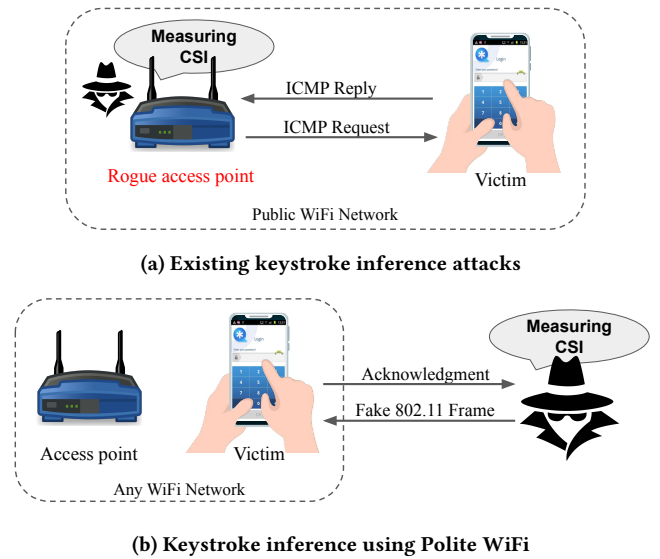 Measuring
CSI
ICMP Reply
ICMP Request
Rogue access point
Victim
Public WiFi Network
(a) Existing keystroke inference attacks
Measuring
CSI
Login
Acknowledgment
Fake 802.11 Frame
Access point
Victim
Any WiFi Network
(b) Keystroke inference using Polite WiFi